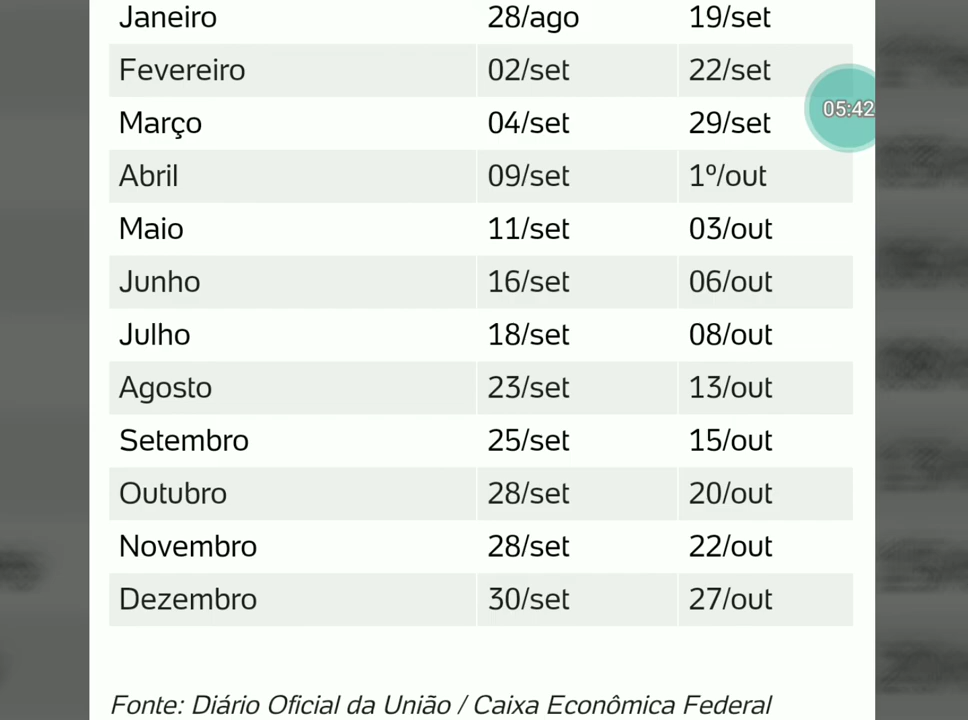 Janeiro 28/ago 19/set
Fevereiro 02/set 22/set
05:42
Março 04/set 29/set
Abril 09/set 1º/out
Maio 11/set 03/out
Junho 16/set 06/out
Julho 18/set 08/out
Agosto 23/set 13/out
Setembro 25/set 15/out
Outubro 28/set 20/out
Novembro 28/set 22/out
Dezembro 30/set 27/out
Fonte: Diário Oficial da União / Caixa Econômica Federal